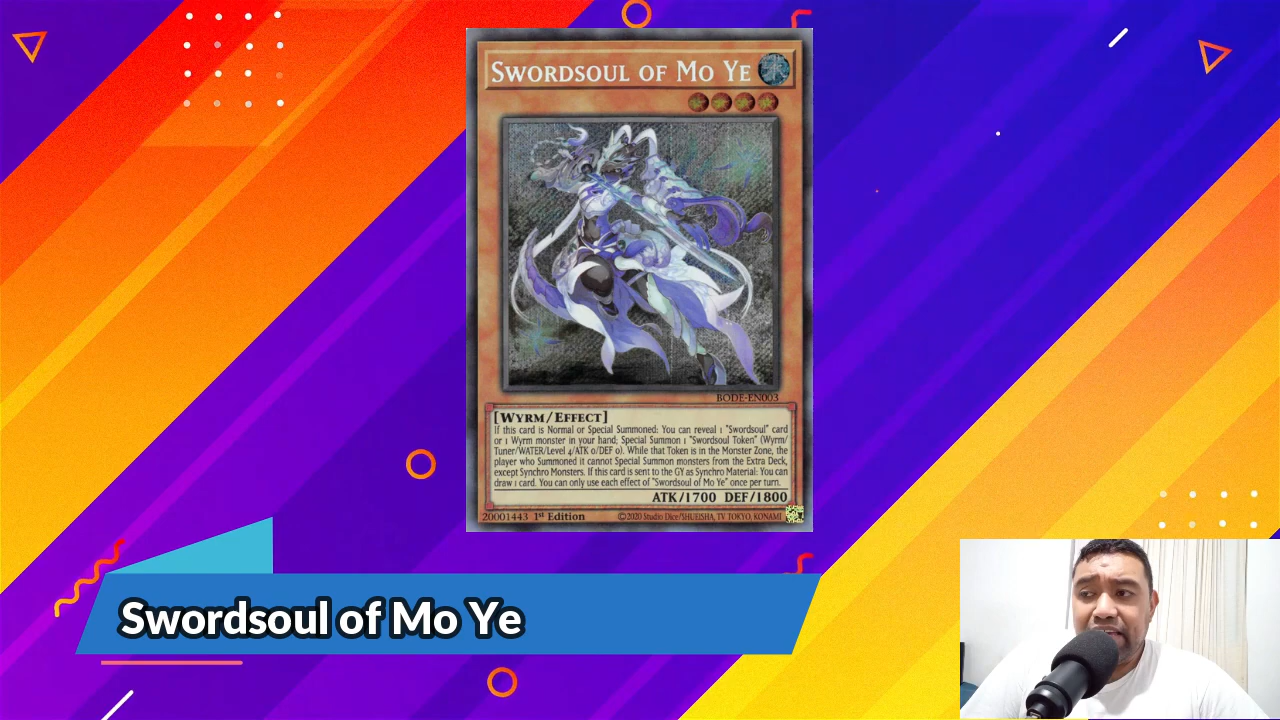 Swordsoul of Mo Ye
BODE-EN003
[Wyrm/Effect]
If this card is Normal or Special Summoned: You can reveal 1 "Swordsoul" card
or 1 Wyrm monster in your hand; Special Summon 1 "Swordsoul Token" (Wyrm/
Tuner/WATER/Level 4/ATK 0/DEF 0). While that Token is in the Monster Zone, the
player who Summoned it cannot Special Summon monsters from the Extra Deck,
except Synchro Monsters. If this card is sent to the GY as Synchro Material: You can
draw 1 card. You can only use each effect of "Swordsoul of Mo Ye" once per turn.
ATK/1700 DEF/1800
20001443 1st Edition ©2020 Studio Dice/SHUEISHA, TV TOKYO, KONAMI
Swordsoul of Mo Ye